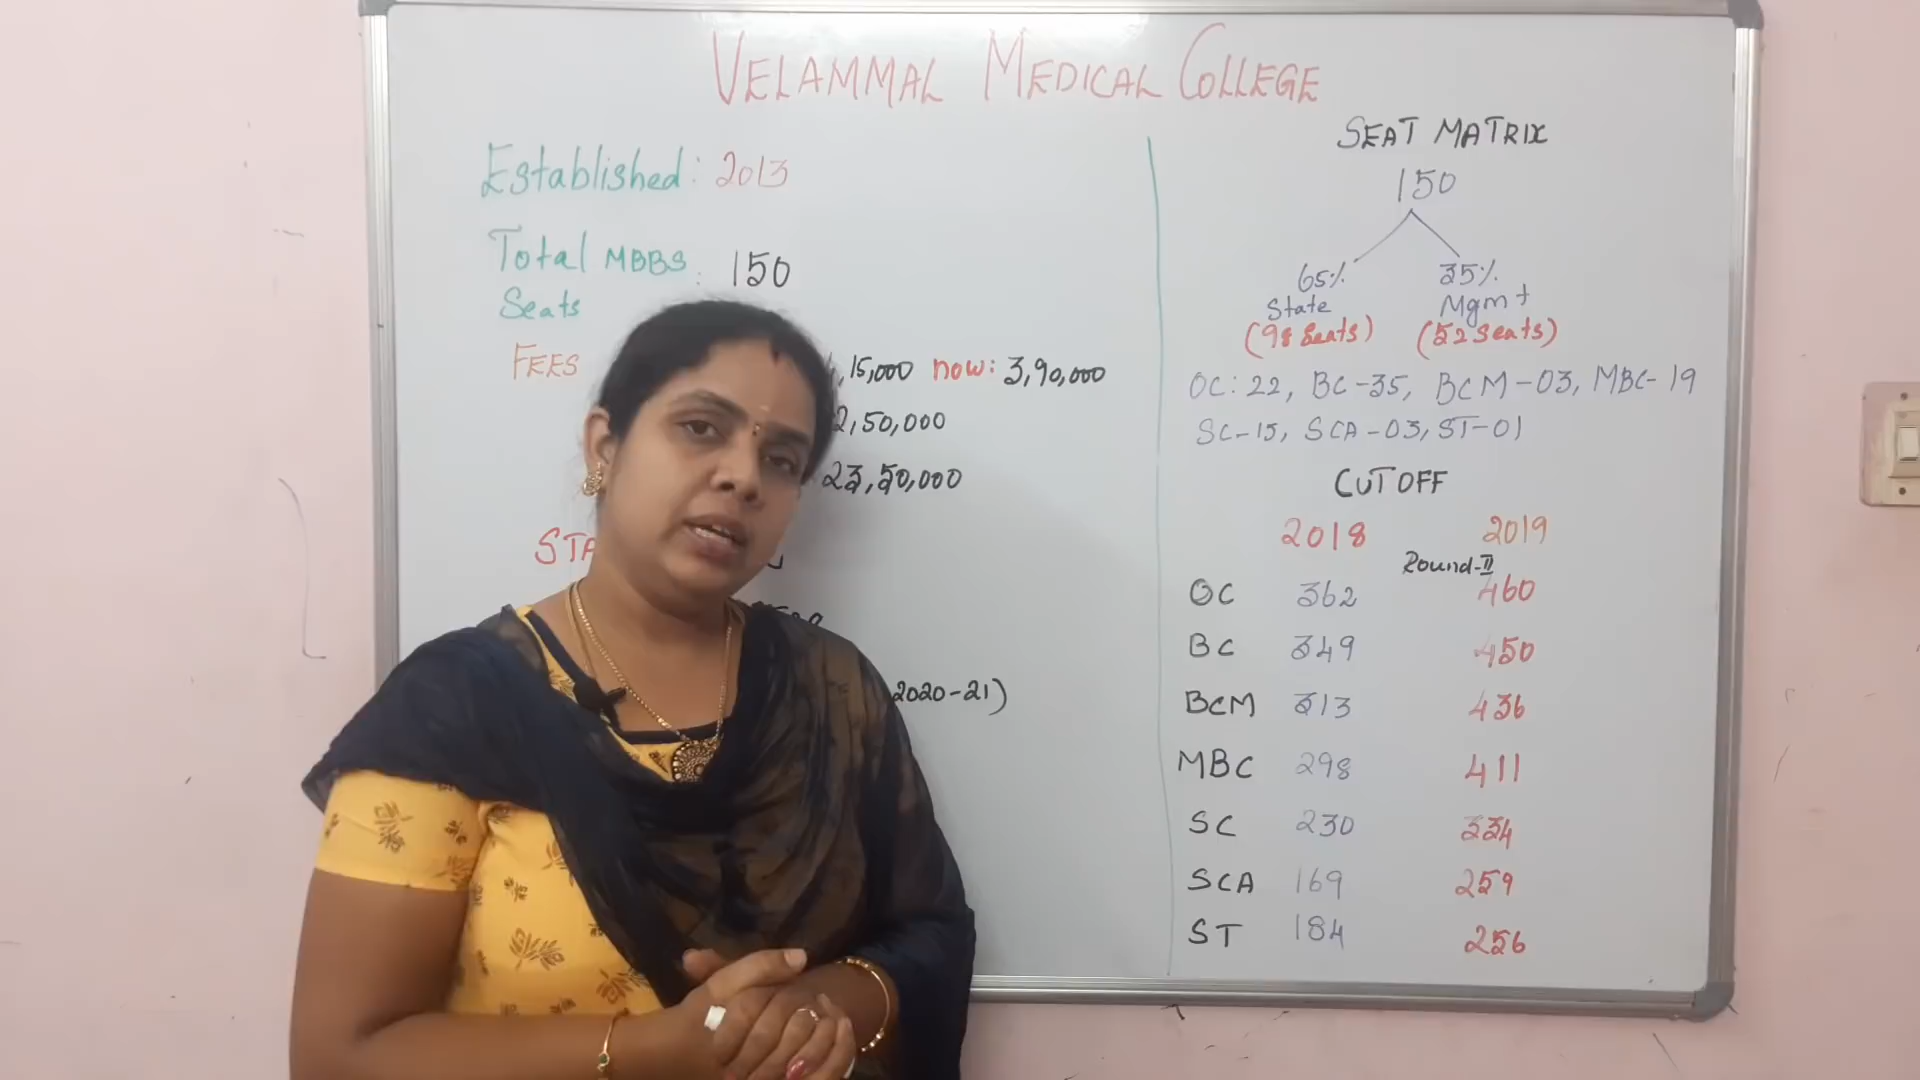 VELAMMAL MEDICAL COLLEGE
Established: 2013
Total MBBS : 150
Seats
FEES 15,000 now: 3,90,000
2,50,000
23,50,000
2020-21)
SEAT MATRIX
150
65% 35%
State Mgmt
(98 Seats) (52 Seats)
OC: 22, BC-35, BCM-03, MBC-19
SC-15, SCA-03, ST-01
CUTOFF
2018 2019
Round-II
OC 362 460
BC 349 450
BCM 313 436
MBC 298 411
SC 230 334
SCA 169 259
ST 184 256